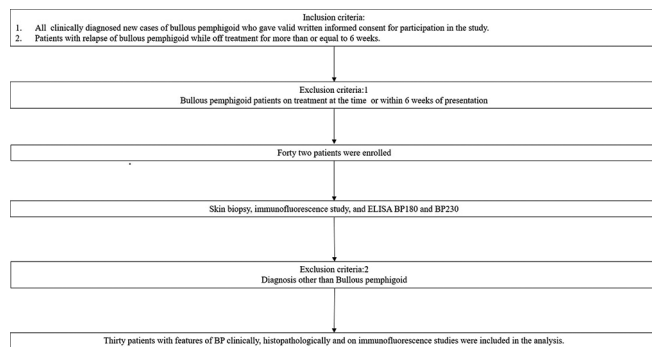 Inclusion criteria:
1. All clinically diagnosed new cases of bullous pemphigoid who gave valid written informed consent for participation in the study.
2. Patients with relapse of bullous pemphigoid while off treatment for more than or equal to 6 weeks.
Exclusion criteria:1
Bullous pemphigoid patients on treatment at the time or within 6 weeks of presentation
Forty two patients were enrolled
Skin biopsy, immunofluorescence study, and ELISA BP180 and BP230
Exclusion criteria:2
Diagnosis other than Bullous pemphigoid
Thirty patients with features of BP clinically, histopathologically and on immunofluorescence studies were included in the analysis.